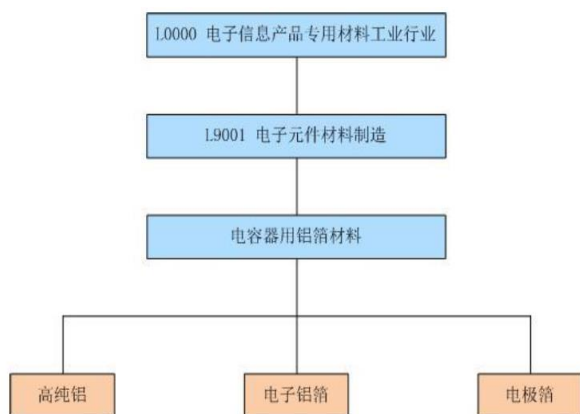 L0000 电子信息产品专用材料工业行业
L9001 电子元件材料制造
电容器用铝箔材料
高纯铝
电子铝箔
电极箔